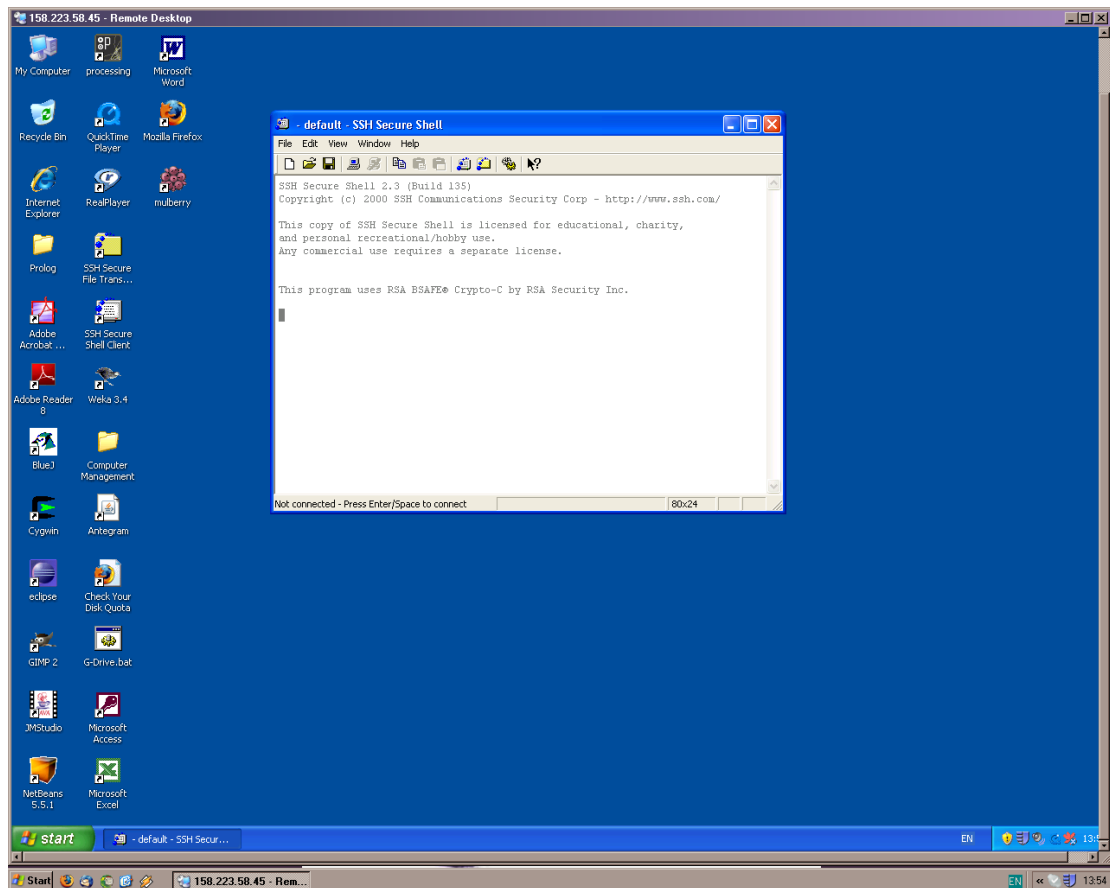 158.223.58.45 - Remote Desktop
My Computer
processing
Microsoft
Word
Recycle Bin
QuickTime
Player
Mozilla Firefox
Internet
Explorer
RealPlayer
mulberry
Prolog
SSH Secure
File Trans...
Adobe
Acrobat ...
SSH Secure
Shell Client
Adobe Reader
8
Weka 3.4
BlueJ
Computer
Management
Cygwin
Antegram
eclipse
Check Your
Disk Quota
GIMP 2
G-Drive.bat
JMStudio
Microsoft
Access
NetBeans
5.5.1
Microsoft
Excel
- default - SSH Secure Shell
File Edit View Window Help
SSH Secure Shell 2.3 (Build 135)
Copyright (c) 2000 SSH Communications Security Corp - http://www.ssh.com/
This copy of SSH Secure Shell is licensed for educational, charity,
and personal recreational/hobby use.
Any commercial use requires a separate license.
This program uses RSA BSAFE® Crypto-C by RSA Security Inc.
Not connected - Press Enter/Space to connect 80x24
start - default - SSH Secur... EN
Start 158.223.58.45 - Rem... EN 13:54